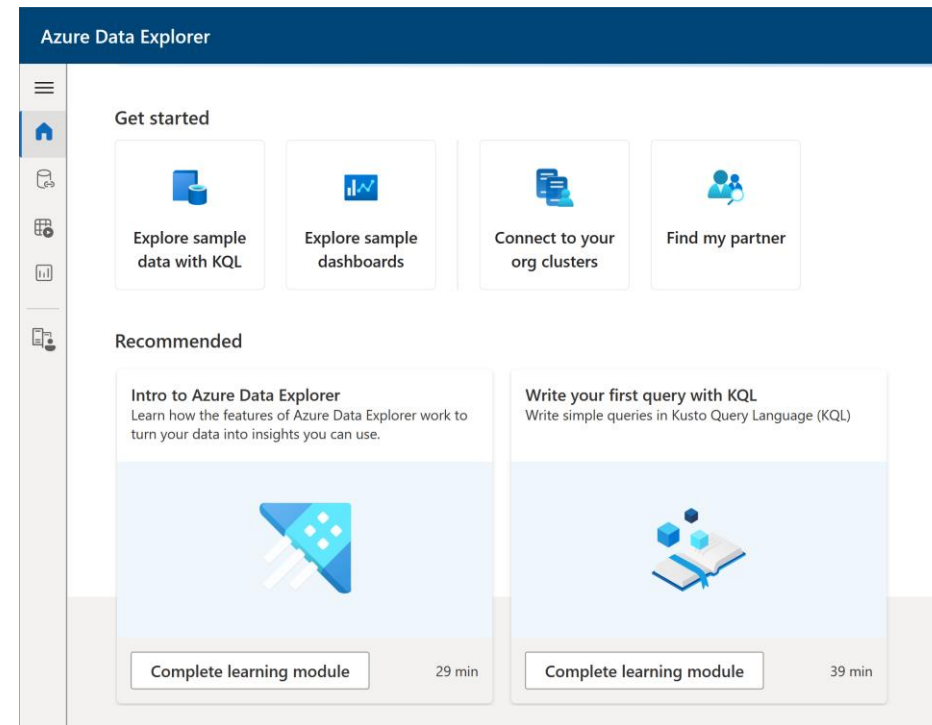 Azure Data Explorer
Get started
Explore sample
data with KQL
Explore sample
dashboards
Connect to your
org clusters
Find my partner
Recommended
Intro to Azure Data Explorer
Learn how the features of Azure Data Explorer work to
turn your data into insights you can use.
Complete learning module
29 min
Write your first query with KQL
Write simple queries in Kusto Query Language (KQL)
Complete learning module
39 min